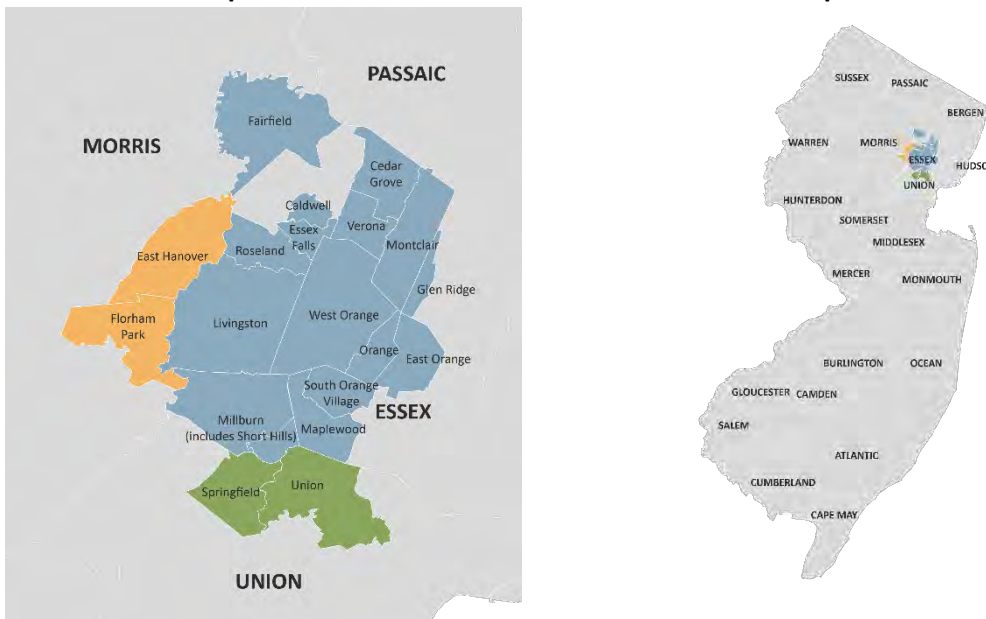 PASSAIC
Fairfield
MORRIS
Cedar
Grove
Caldwell
Essex
Falls
Verona
Roseland
Montclair
East Hanover
Glen Ridge
Florham
Park
Livingston
West Orange
Orange
East Orange
South Orange
Village
ESSEX
Millburn
(includes Short Hills)
Maplewood
Springfield
Union
UNION
SUSSEX
PASSAIC
BERGEN
WARREN
MORRIS
ESSEX
HUDSO
UNION
HUNTERDON
SOMERSET
MIDDLESEX
MERCER
MONMOUTH
BURLINGTON
OCEAN
GLOUCESTER
CAMDEN
SALEM
ATLANTIC
CUMBERLAND
CAPE MAY